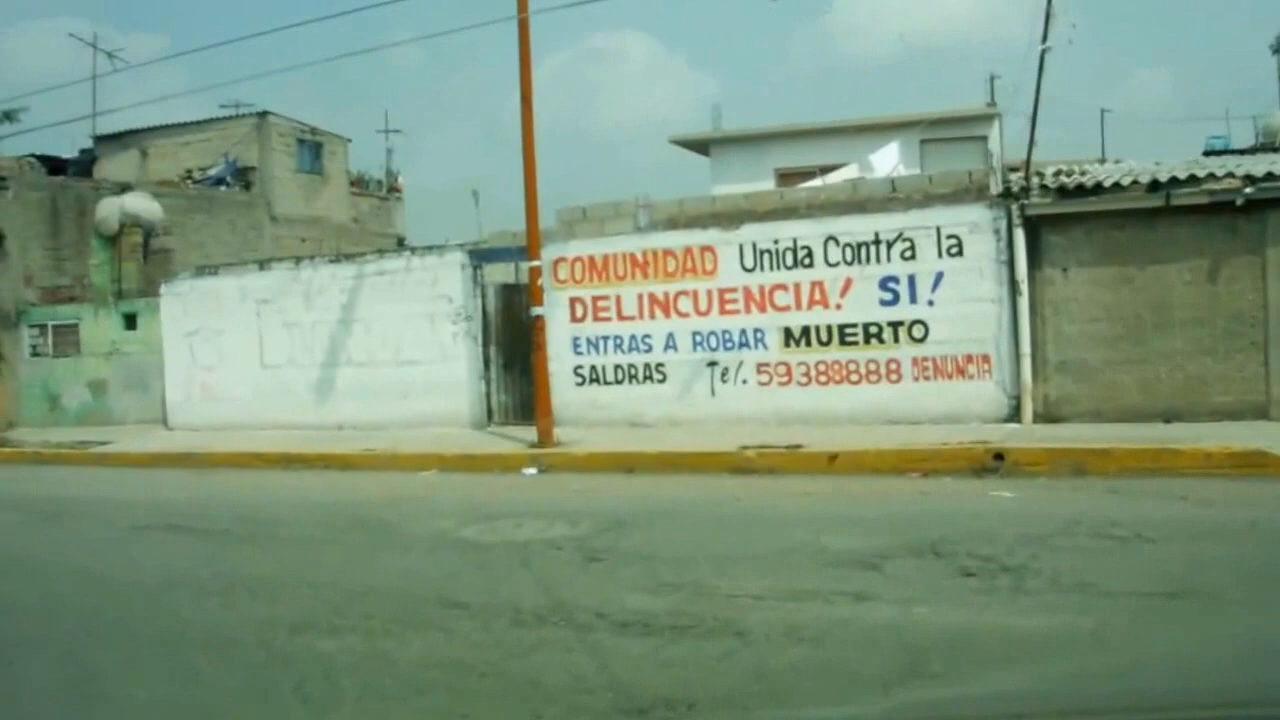 COMUNIDAD Unida Contra la
DELINCUENCIA! SI!
ENTRAS A ROBAR MUERTO
SALDRAS Tel. 59388888 DENUNCIA